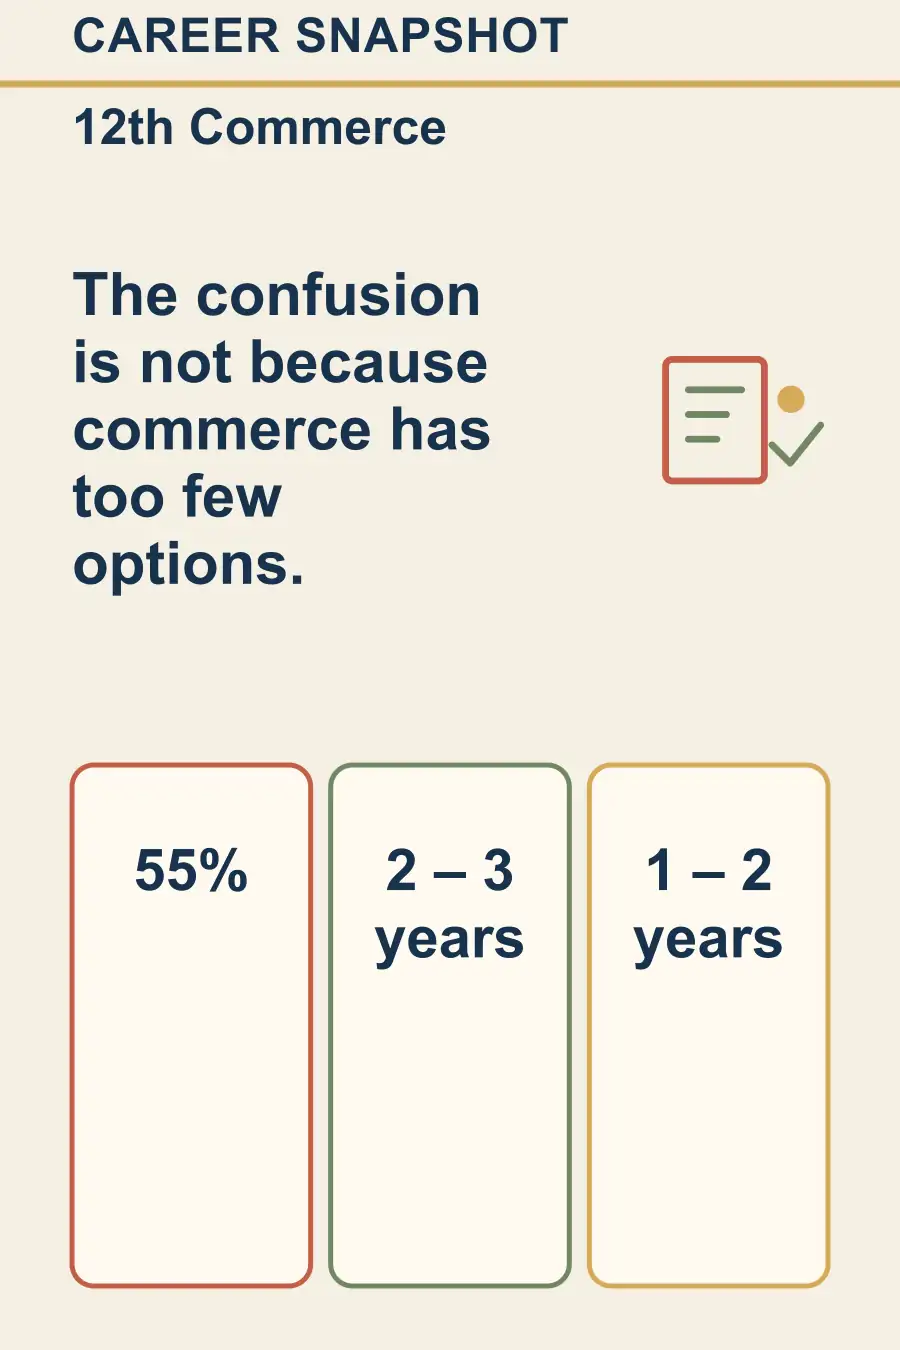 CAREER SNAPSHOT
12th Commerce
The confusion
is not because
commerce has
too few
options.
55%
2 – 3
years
1 – 2
years